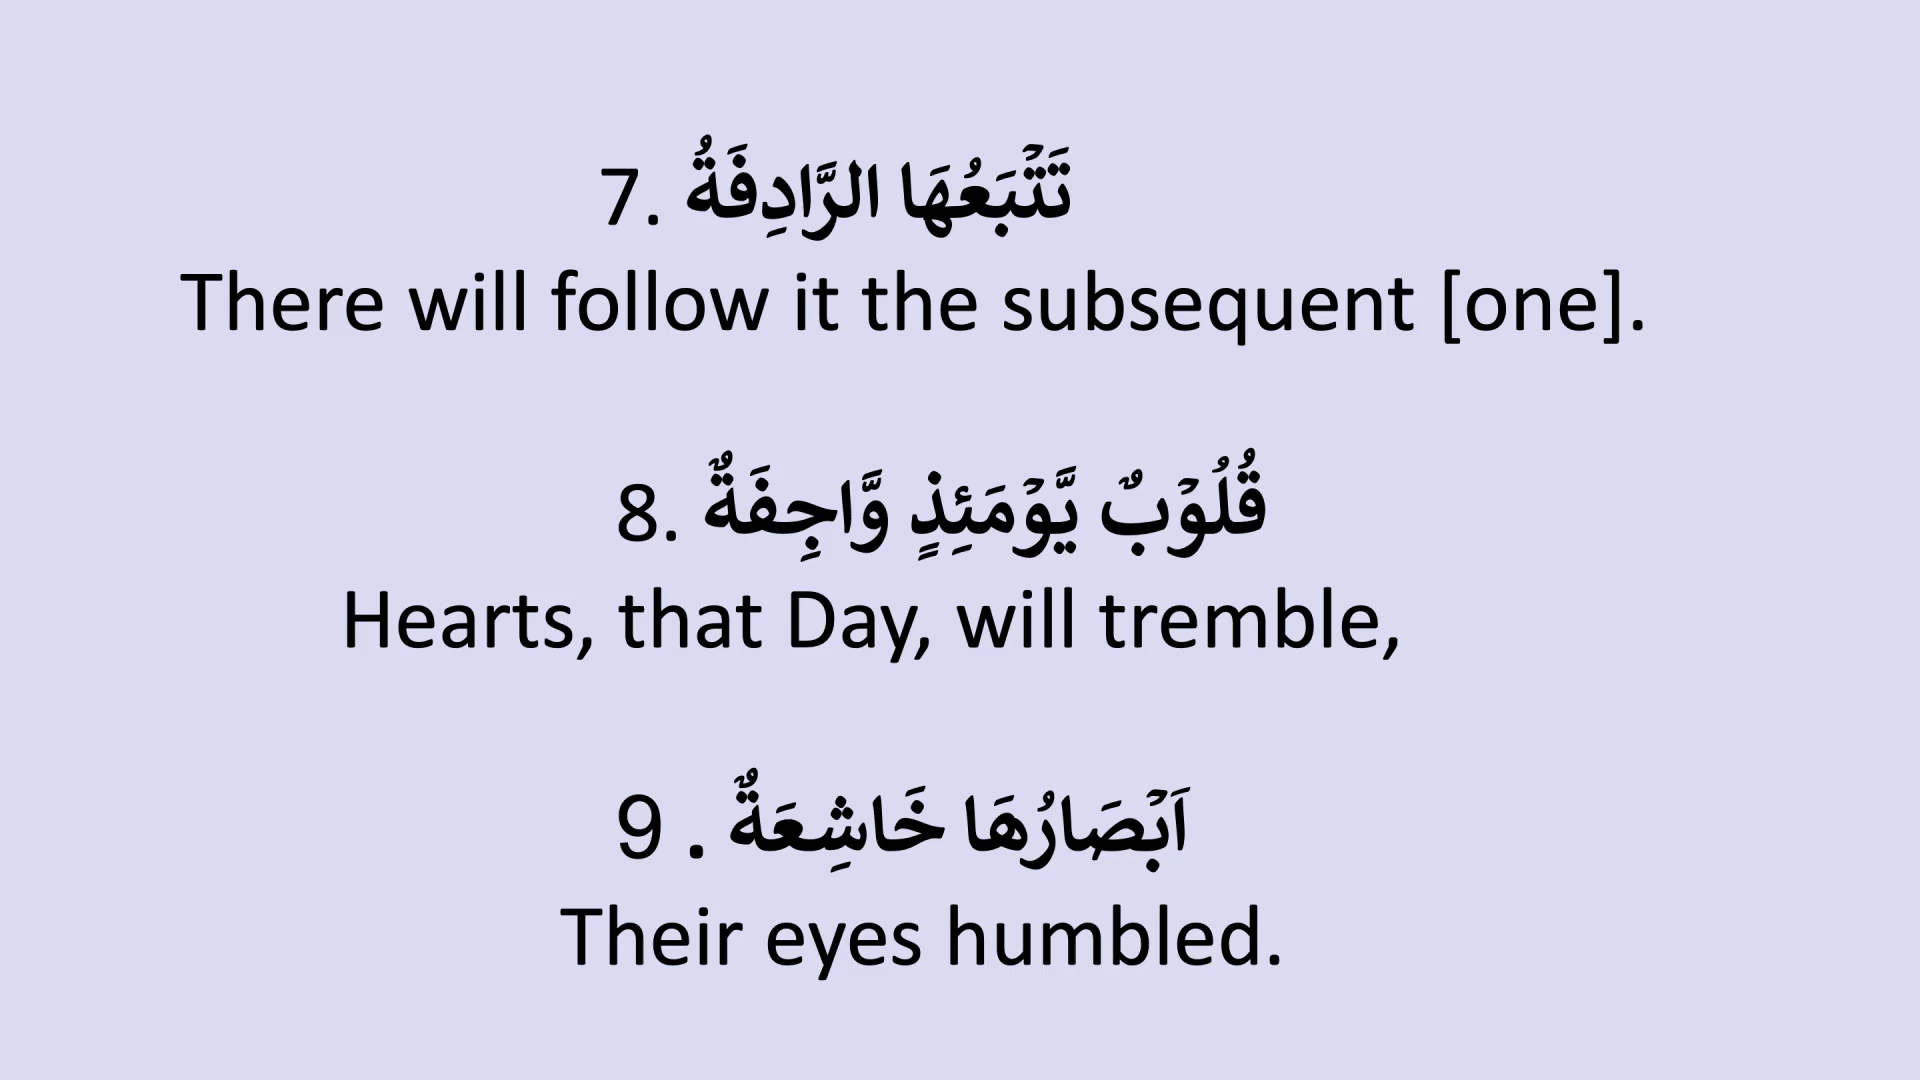 7. تَتۡبَعُهَا الرَّادِفَةُ
There will follow it the subsequent [one].
8. قُلُوۡبٌ يَّوۡمَئِذٍ وَّاجِفَةٌ
Hearts, that Day, will tremble,
9 . اَبۡصَارُهَا خَاشِعَةٌ
Their eyes humbled.